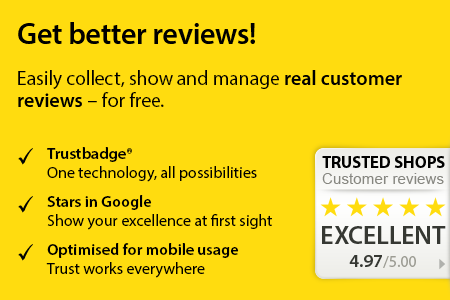 Get better reviews!
Easily collect, show and manage real customer
reviews – for free.
Trustbadge®
One technology, all possibilities
Stars in Google
Show your excellence at first sight
Optimised for mobile usage
Trust works everywhere
TRUSTED SHOPS
Customer reviews
EXCELLENT
4.97/5.00